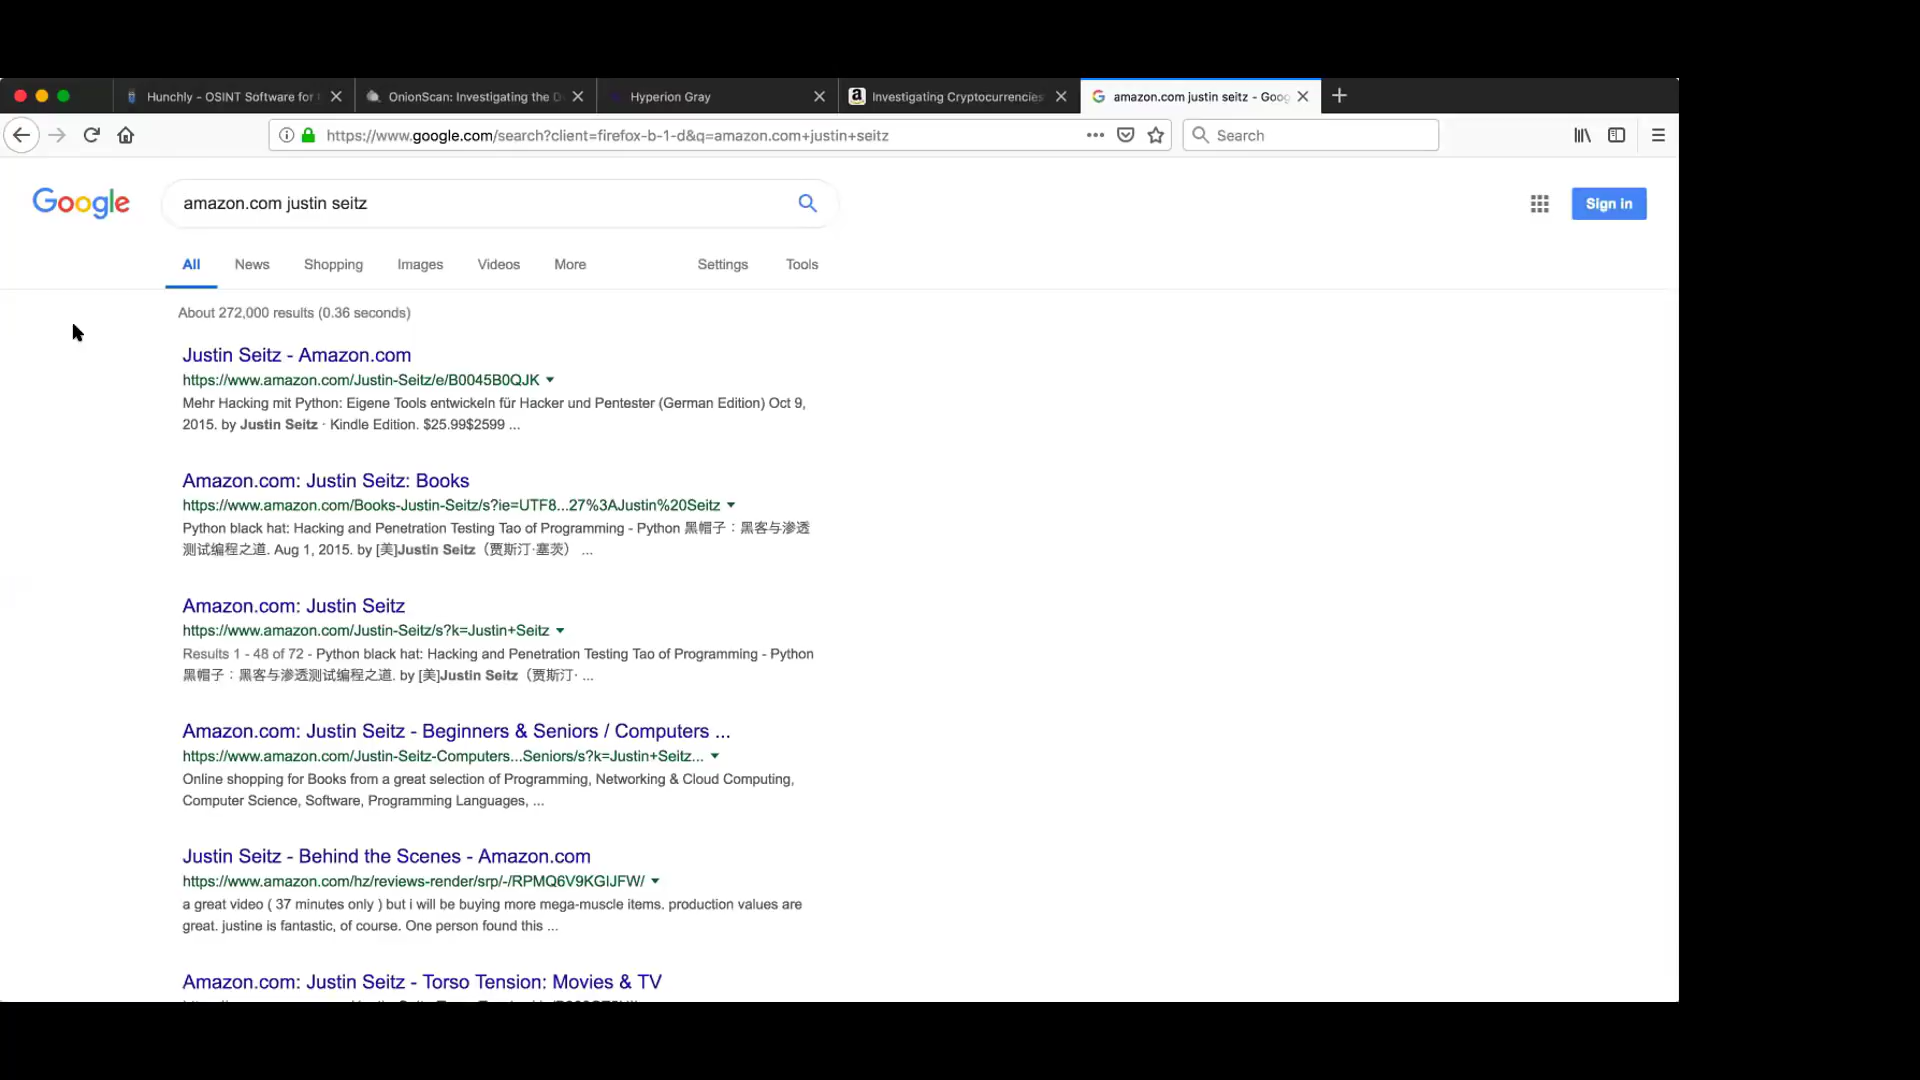 Hunchly - OSINT Software for
OnionScan: Investigating the D
Hyperion Gray
Investigating Cryptocurrencies
amazon.com justin seitz - Goog
https://www.google.com/search?client=firefox-b-1-d&q=amazon.com+justin+seitz
Search
Google
amazon.com justin seitz
Sign in
All
News
Shopping
Images
Videos
More
Settings
Tools
About 272,000 results (0.36 seconds)
Justin Seitz - Amazon.com
https://www.amazon.com/Justin-Seitz/e/B0045B0QJK
Mehr Hacking mit Python: Eigene Tools entwickeln für Hacker und Pentester (German Edition) Oct 9,
2015. by Justin Seitz · Kindle Edition. $25.99$2599 ...
Amazon.com: Justin Seitz: Books
https://www.amazon.com/Books-Justin-Seitz/s?ie=UTF8...27%3AJustin%20Seitz
Python black hat: Hacking and Penetration Testing Tao of Programming - Python 黑帽子：黑客与渗透
测试编程之道. Aug 1, 2015. by [美]Justin Seitz（贾斯汀·塞茨） ...
Amazon.com: Justin Seitz
https://www.amazon.com/Justin-Seitz/s?k=Justin+Seitz
Results 1 - 48 of 72 - Python black hat: Hacking and Penetration Testing Tao of Programming - Python
黑帽子：黑客与渗透测试编程之道. by [美]Justin Seitz（贾斯汀· ...
Amazon.com: Justin Seitz - Beginners & Seniors / Computers ...
https://www.amazon.com/Justin-Seitz-Computers...Seniors/s?k=Justin+Seitz...
Online shopping for Books from a great selection of Programming, Networking & Cloud Computing,
Computer Science, Software, Programming Languages, ...
Justin Seitz - Behind the Scenes - Amazon.com
https://www.amazon.com/hz/reviews-render/srp/-/RPMQ6V9KGIJFW/
a great video ( 37 minutes only ) but i will be buying more mega-muscle items. production values are
great. justine is fantastic, of course. One person found this ...
Amazon.com: Justin Seitz - Torso Tension: Movies & TV